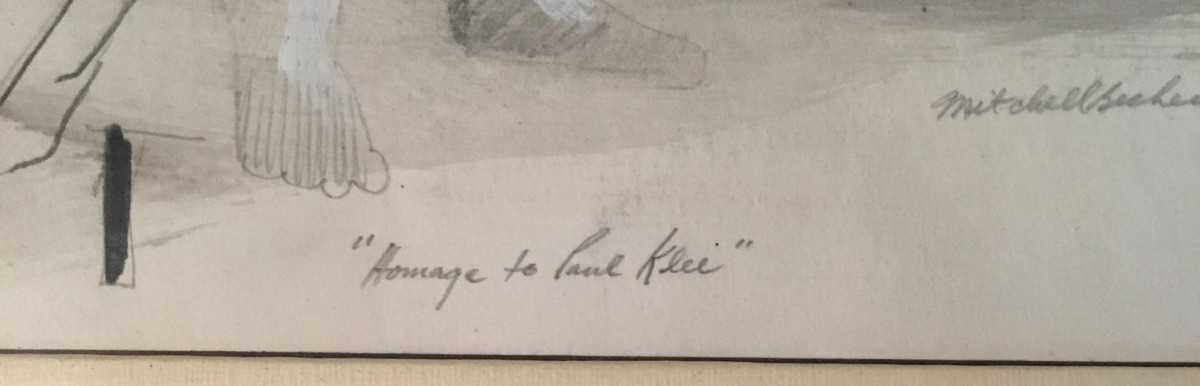 Mitchell
"Homage to Paul Klee"